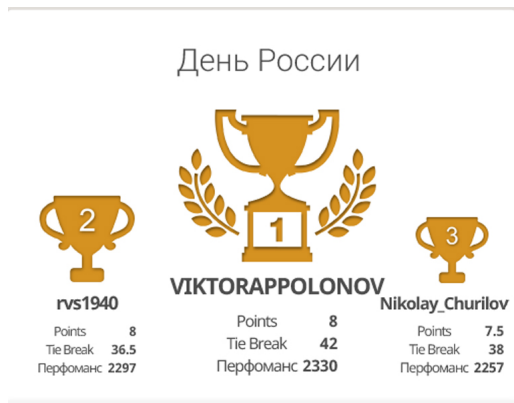 День России
2
1
3
rvs1940
Points 8
Tie Break 36.5
Перфоманс 2297
VIKTORAPPOLONOV
Points 8
Tie Break 42
Перфоманс 2330
Nikolay_Churilov
Points 7.5
Tie Break 38
Перфоманс 2257